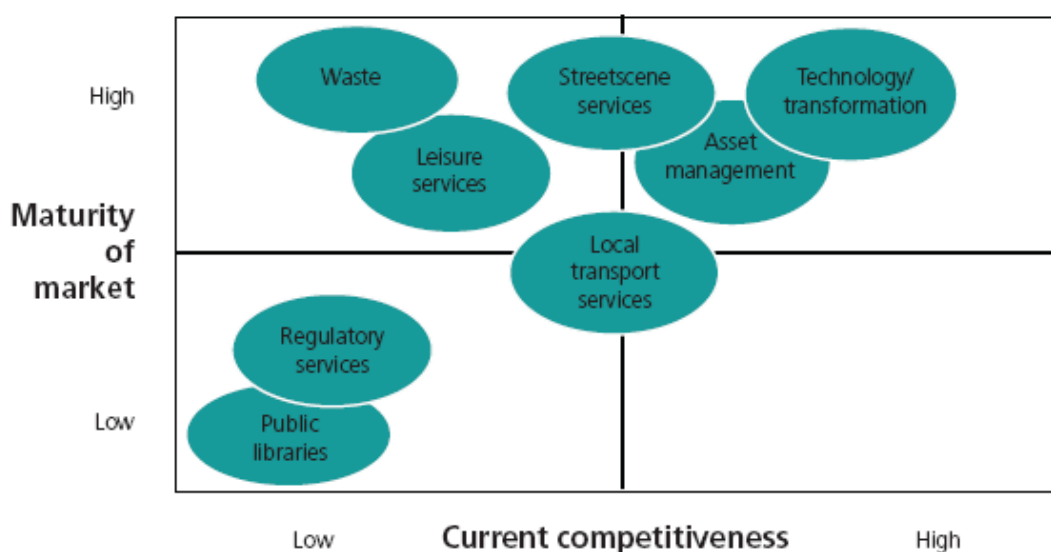 Waste
Streetscene
services
Technology/
transformation
High
Leisure
services
Asset
management
Maturity
of
market
Local
transport
services
Regulatory
services
Low
Public
libraries
Low
Current competitiveness
High